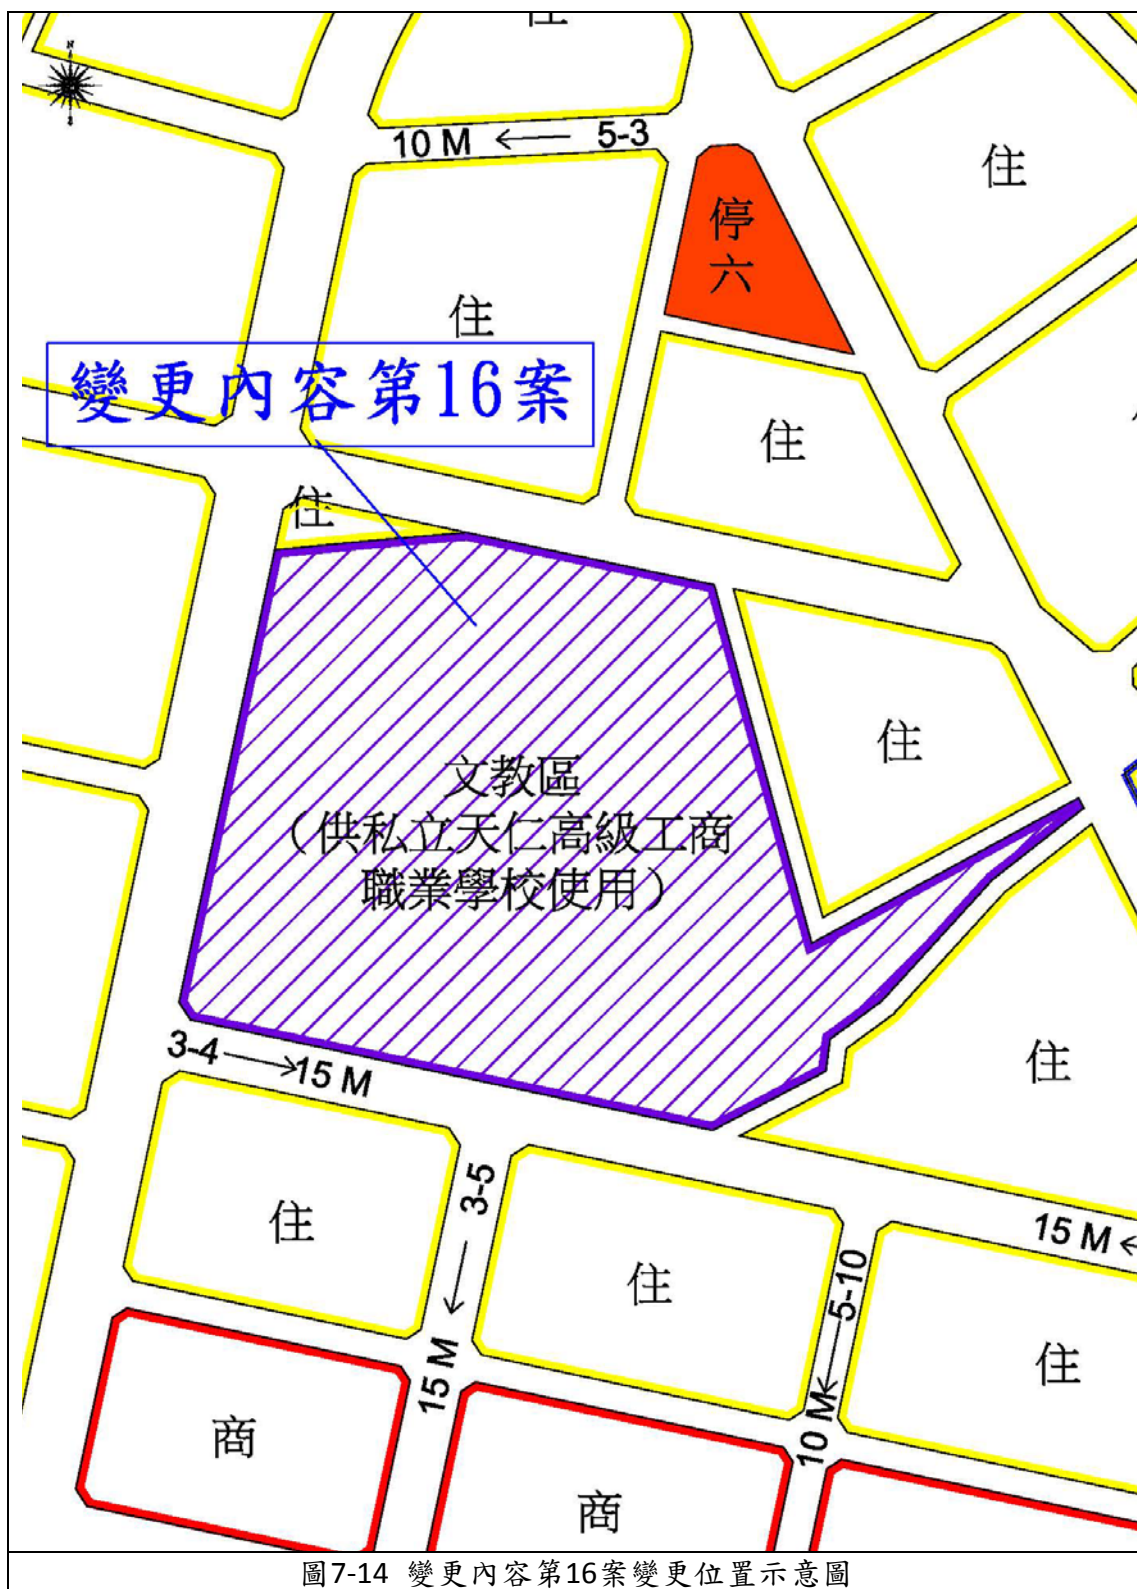 住
N
10 M ← 5-3
住
停
六
住
變更內容第16案
住
住
住
文教區
（供私立天仁高級工商
職業學校使用）
住
3-4 → 15 M
住
3-5
15 M ←
15 M
住
5-10
10 M
住
住
商
商
圖7-14 變更內容第16案變更位置示意圖